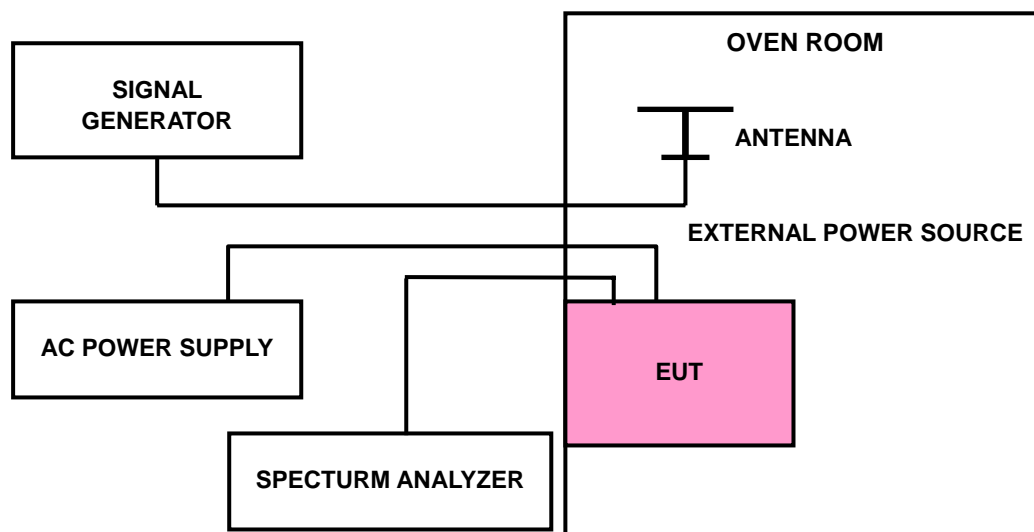 OVEN ROOM
SIGNAL
GENERATOR
ANTENNA
EXTERNAL POWER SOURCE
AC POWER SUPPLY
EUT
SPECTURM ANALYZER